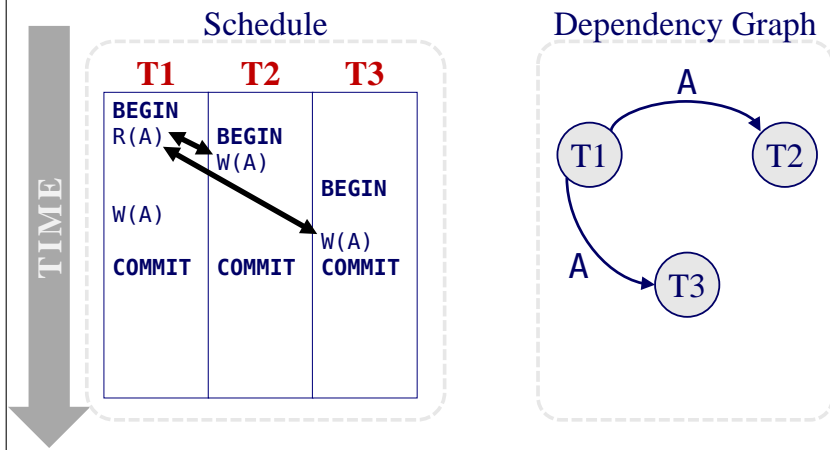 Schedule
TIME
T1 T2 T3
BEGIN
R(A) BEGIN
W(A)
BEGIN
W(A)
W(A)
COMMIT COMMIT COMMIT
Dependency Graph
A
T1 T2
A
T3